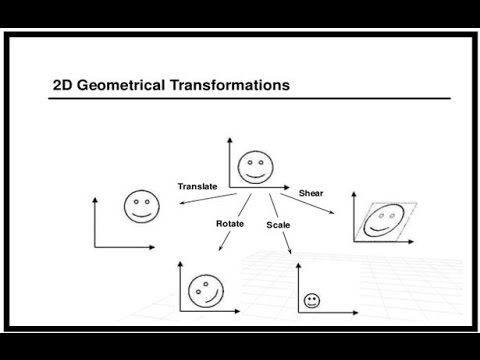 2D Geometrical Transformations
Translate
Shear
Rotate
Scale